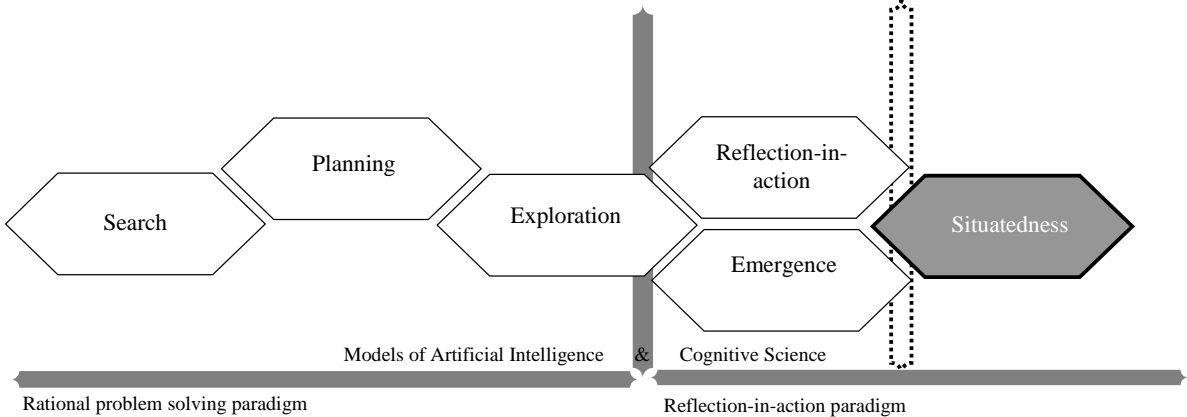 Search
Planning
Exploration
Reflection-in-
action
Emergence
Situatedness
Models of Artificial Intelligence & Cognitive Science
Rational problem solving paradigm
Reflection-in-action paradigm